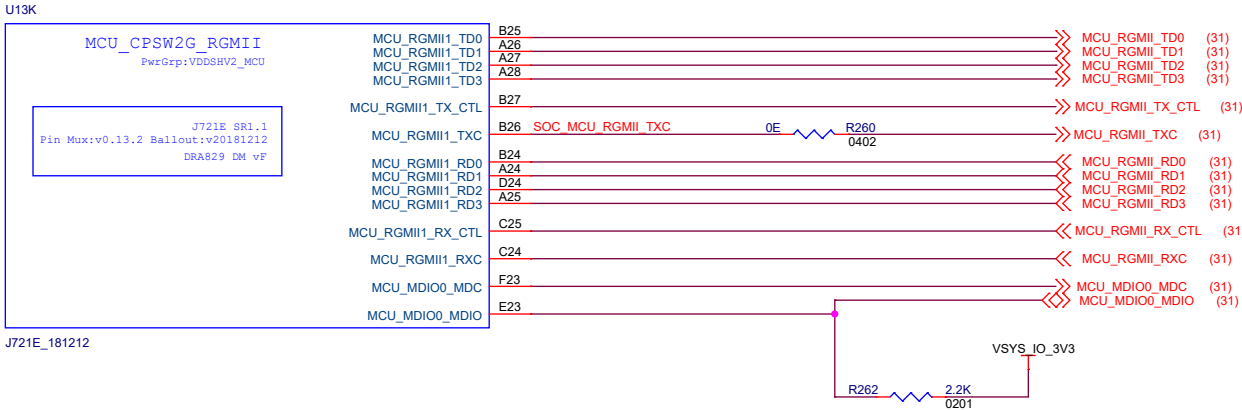 U13K
MCU_CPSW2G_RGMII
PwrGrp:VDDSHV2_MCU
J721E SR1.1
Pin Mux:v0.13.2 Ballout:v20181212
DRA829 DM vF
MCU_RGMII1_TD0 B25 MCU_RGMII_TD0 (31)
MCU_RGMII1_TD1 A26 MCU_RGMII_TD1 (31)
MCU_RGMII1_TD2 A27 MCU_RGMII_TD2 (31)
MCU_RGMII1_TD3 A28 MCU_RGMII_TD3 (31)
MCU_RGMII1_TX_CTL B27 MCU_RGMII_TX_CTL (31)
MCU_RGMII1_TXC B26 SOC_MCU_RGMII_TXC 0E R260 MCU_RGMII_TXC (31)
0402
MCU_RGMII1_RD0 B24 MCU_RGMII_RD0 (31)
MCU_RGMII1_RD1 A24 MCU_RGMII_RD1 (31)
MCU_RGMII1_RD2 D24 MCU_RGMII_RD2 (31)
MCU_RGMII1_RD3 A25 MCU_RGMII_RD3 (31)
MCU_RGMII1_RX_CTL C25 MCU_RGMII_RX_CTL (31
MCU_RGMII1_RXC C24 MCU_RGMII_RXC (31)
MCU_MDIO0_MDC F23 MCU_MDIO0_MDC (31)
MCU_MDIO0_MDIO E23 MCU_MDIO0_MDIO (31)
J721E_181212
VSYS_IO_3V3
R262 2.2K
0201